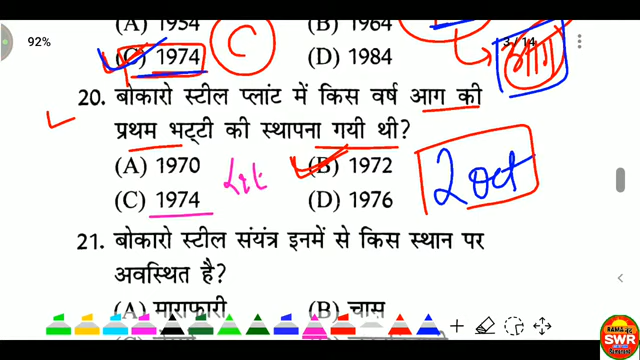 (A) 1954 (B) 1964
92% 3 / 14
(C) 1974 (D) 1984
C
आग
20. बोकारो स्टील प्लांट में किस वर्ष आग की
प्रथम भट्टी की स्थापना गयी थी?
(A) 1970 (B) 1972
(C) 1974 (D) 1976
2 oct
21. बोकारो स्टील संयंत्र इनमें से किस स्थान पर
अवस्थित है?
(A) माराफारी (B) चास
SWR